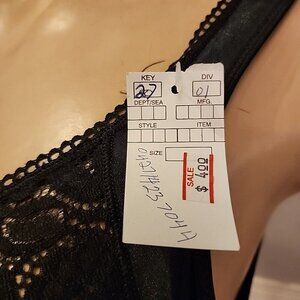 KEY DIV
27 01
DEPT/SEA MFG
STYLE ITEM
SIZE
SALE
$ 400